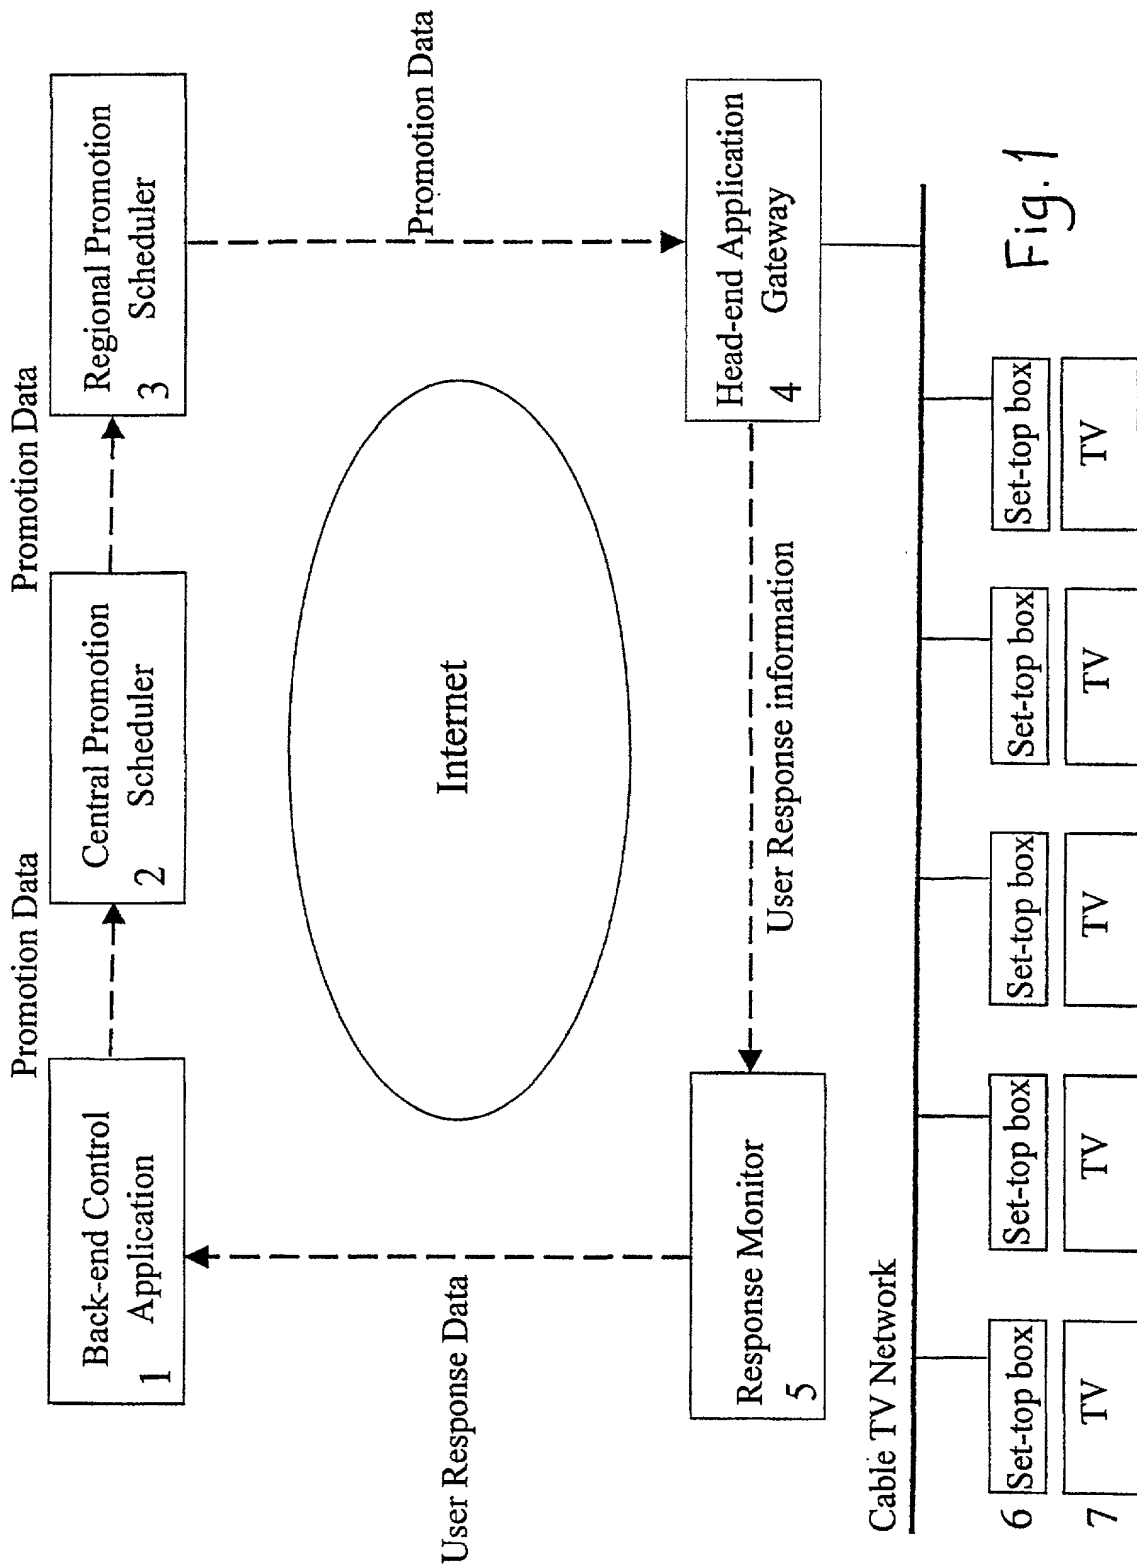 Promotion Data
Promotion Data
Back-end Control
Application
1
Central Promotion
Scheduler
2
Regional Promotion
Scheduler
3
User Response Data
Internet
Promotion Data
Response Monitor
5
User Response information
Head-end Application
Gateway
4
Cable TV Network
6
Set-top box
Set-top box
Set-top box
Set-top box
Set-top box
7
TV
TV
TV
TV
TV
Fig. 1